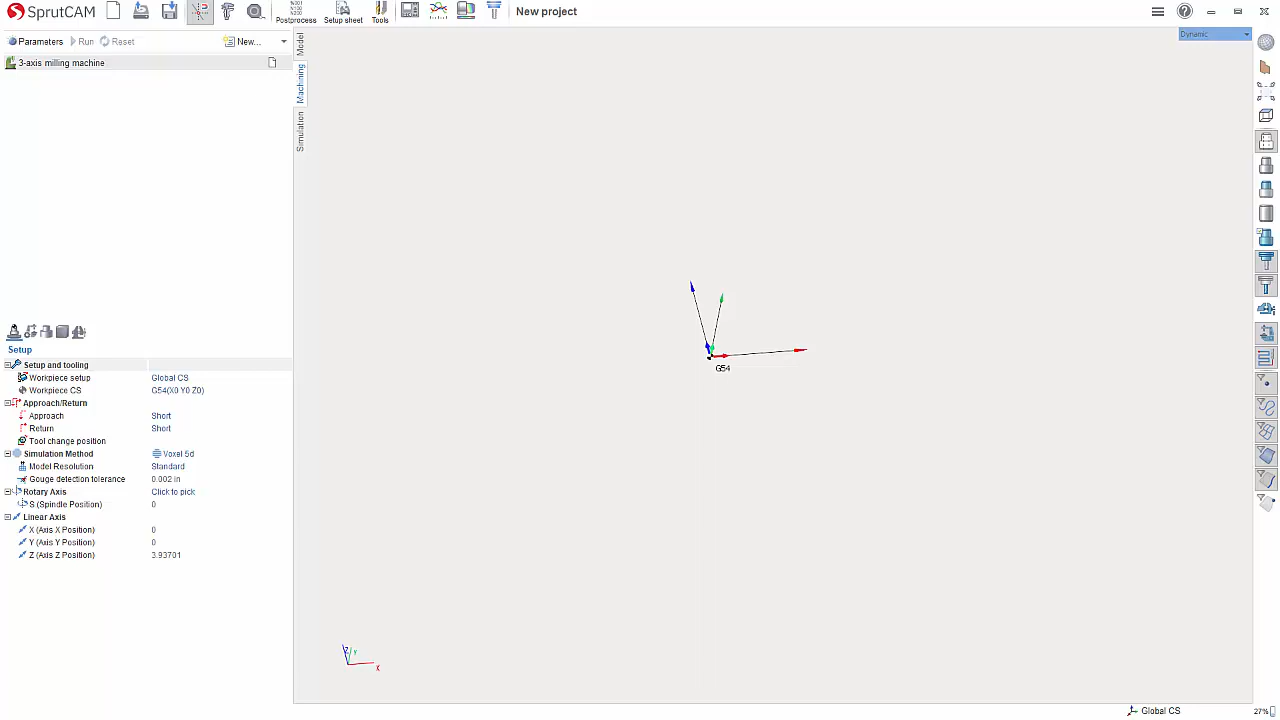 SprutCAM
%001
N100
N200
Postprocess
Setup sheet
Tools
New project
Parameters
Run
Reset
New...
3-axis milling machine
Model
Machining
Simulation
Dynamic
G54
Setup
Setup and tooling
Workpiece setup Global CS
Workpiece CS G54(X0 Y0 Z0)
Approach/Return
Approach Short
Return Short
Tool change position
Simulation Method Voxel 5d
Model Resolution Standard
Gouge detection tolerance 0.002 in
Rotary Axis Click to pick
S (Spindle Position) 0
Linear Axis
X (Axis X Position) 0
Y (Axis Y Position) 0
Z (Axis Z Position) 3.93701
Z
Y
X
Global CS
27%